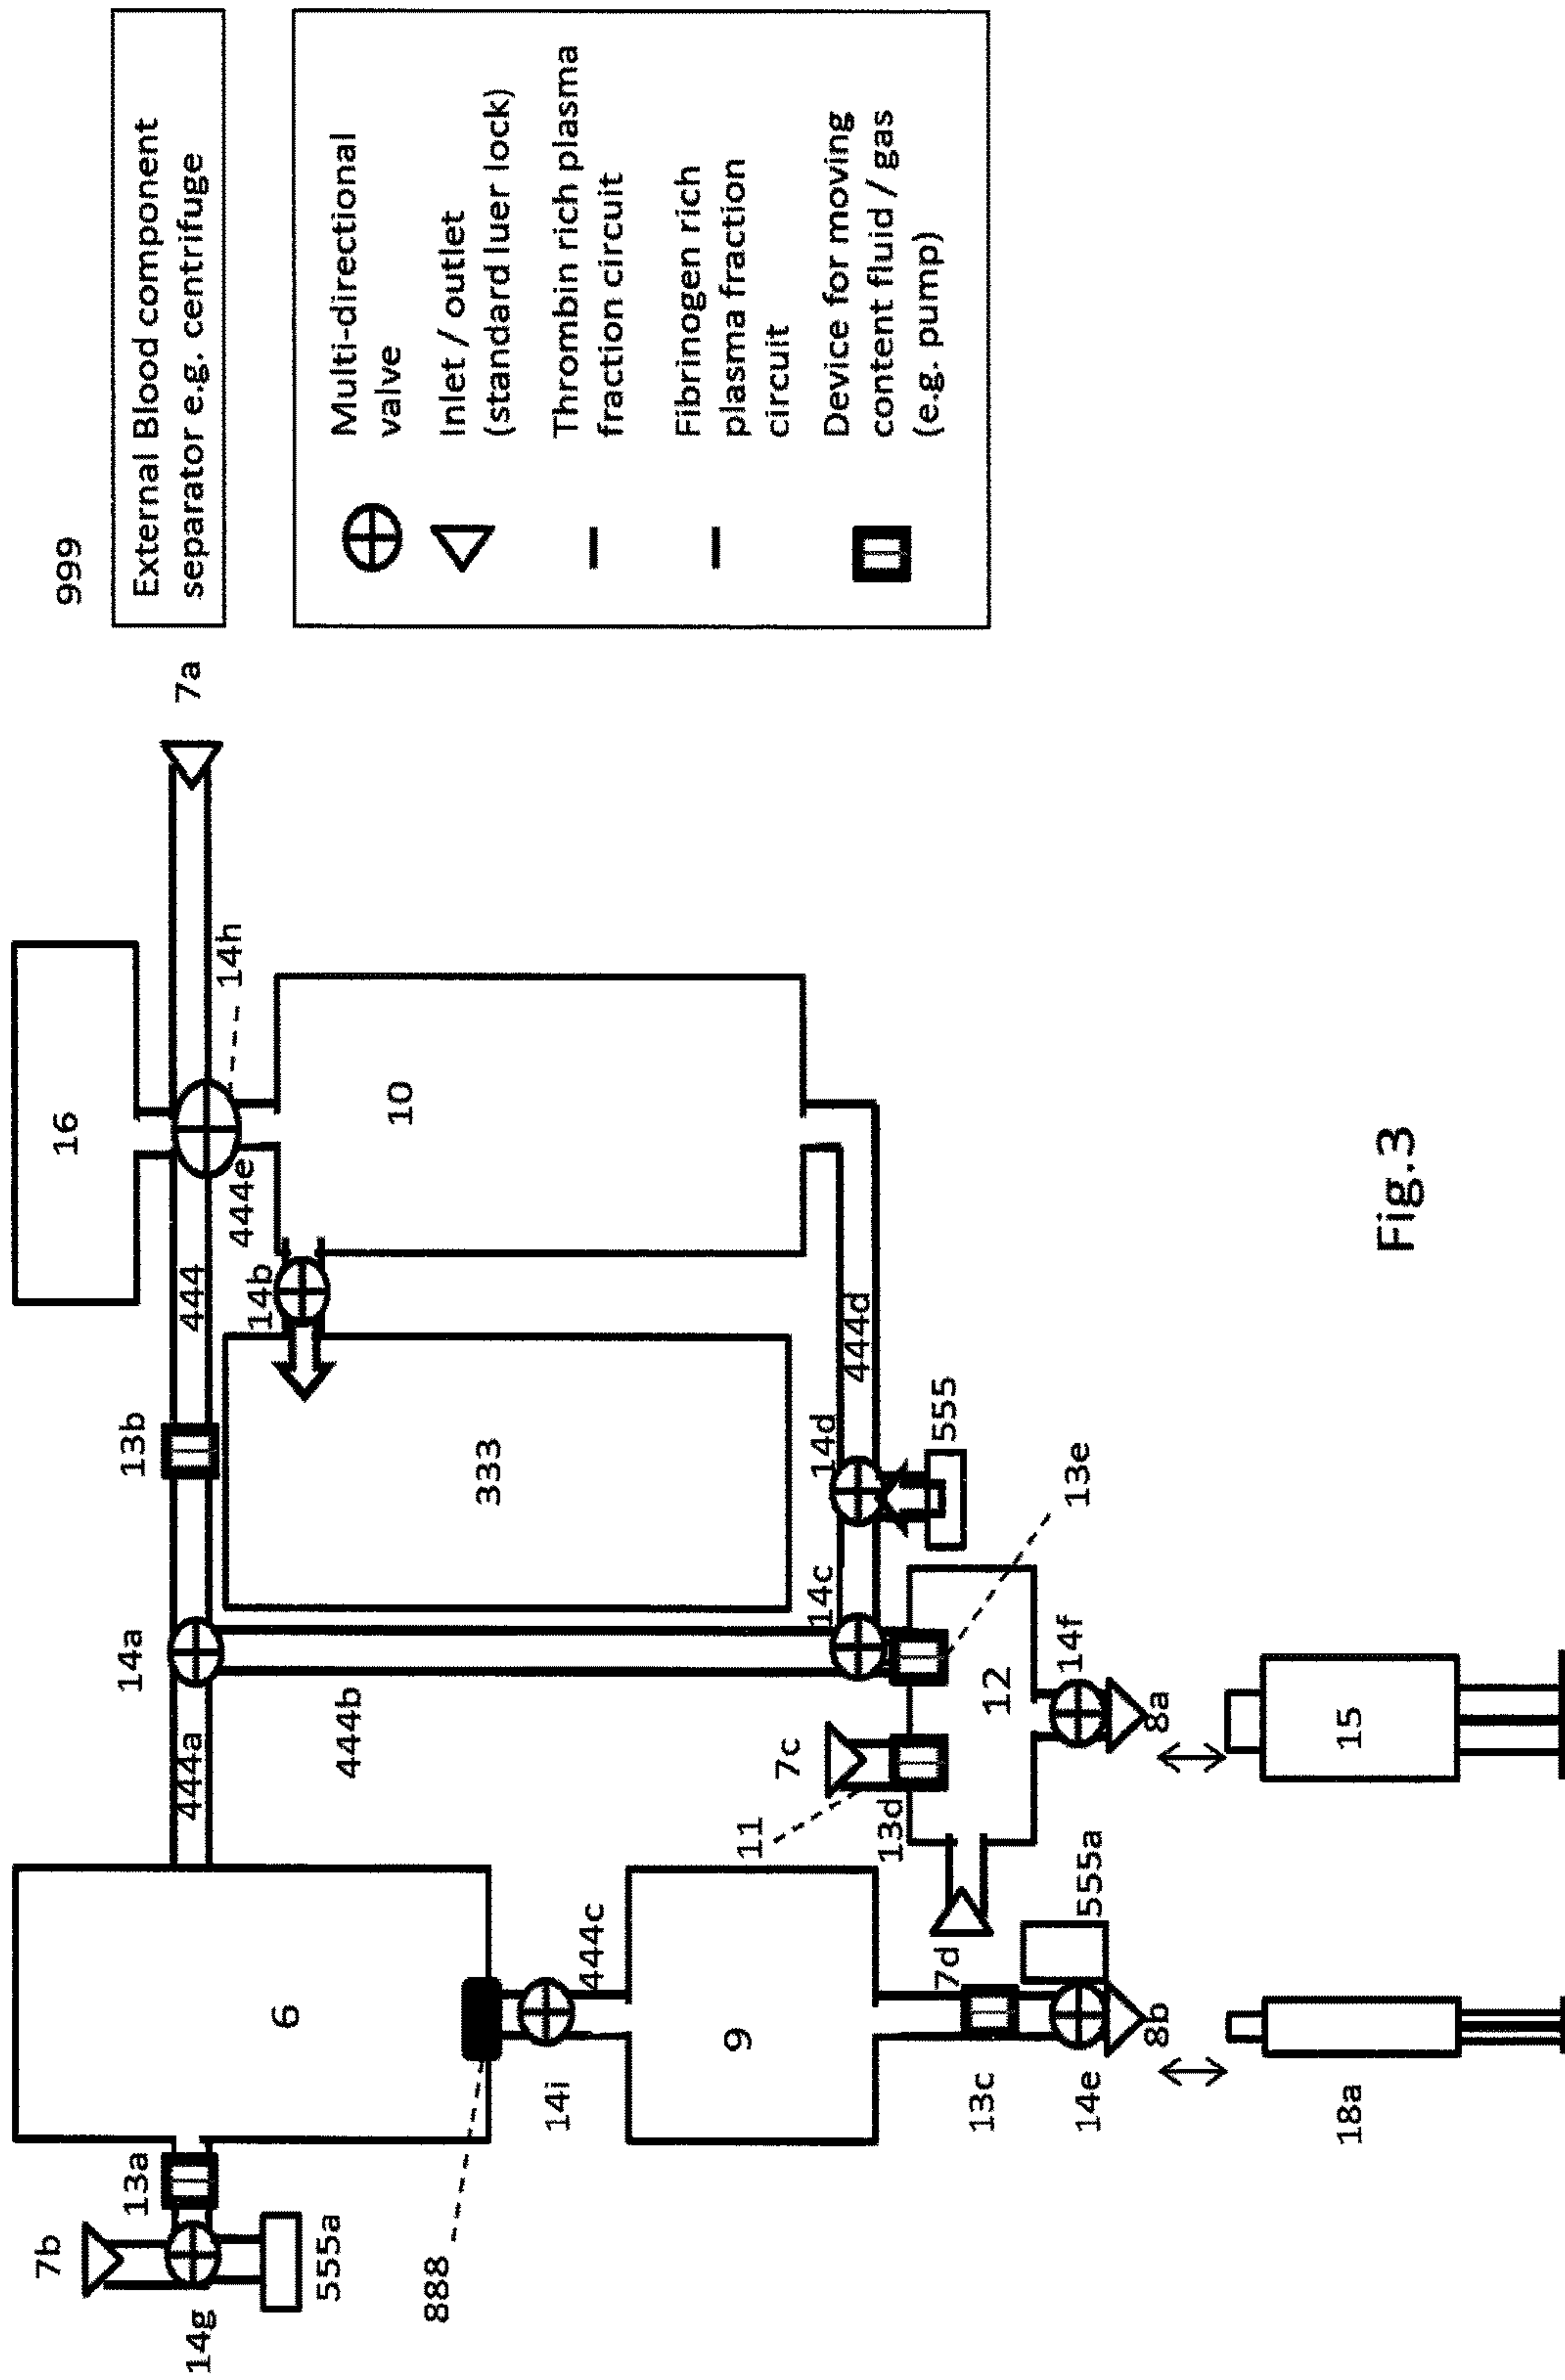 7b
14g
555a
13a
6
888
14i
444c
9
13c
14e
8b
18a
555a
7d
444a
14a
444b
11
7c
13d
12
14f
8a
15
13b
444
333
14c
14d
444d
555
13e
16
444e
14b
14h
10
7a
999
External Blood component
separator e.g. centrifuge
Multi-directional
valve
Inlet / outlet
(standard luer lock)
Thrombin rich plasma
fraction circuit
Fibrinogen rich
plasma fraction
circuit
Device for moving
content fluid / gas
(e.g. pump)
Fig.3